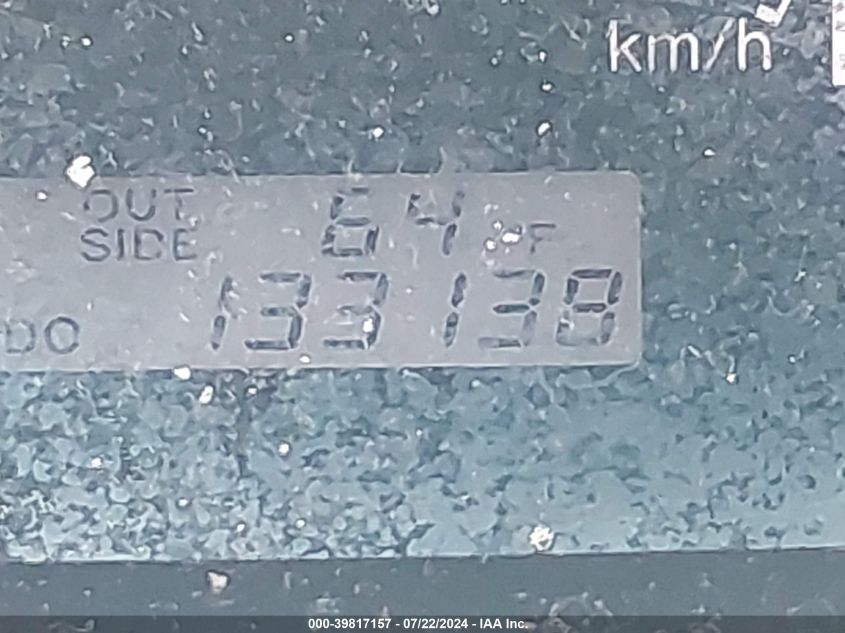 km/h
OUT 64 °F
SIDE
DO 133138
000-39817157 - 07/22/2024 - IAA Inc.